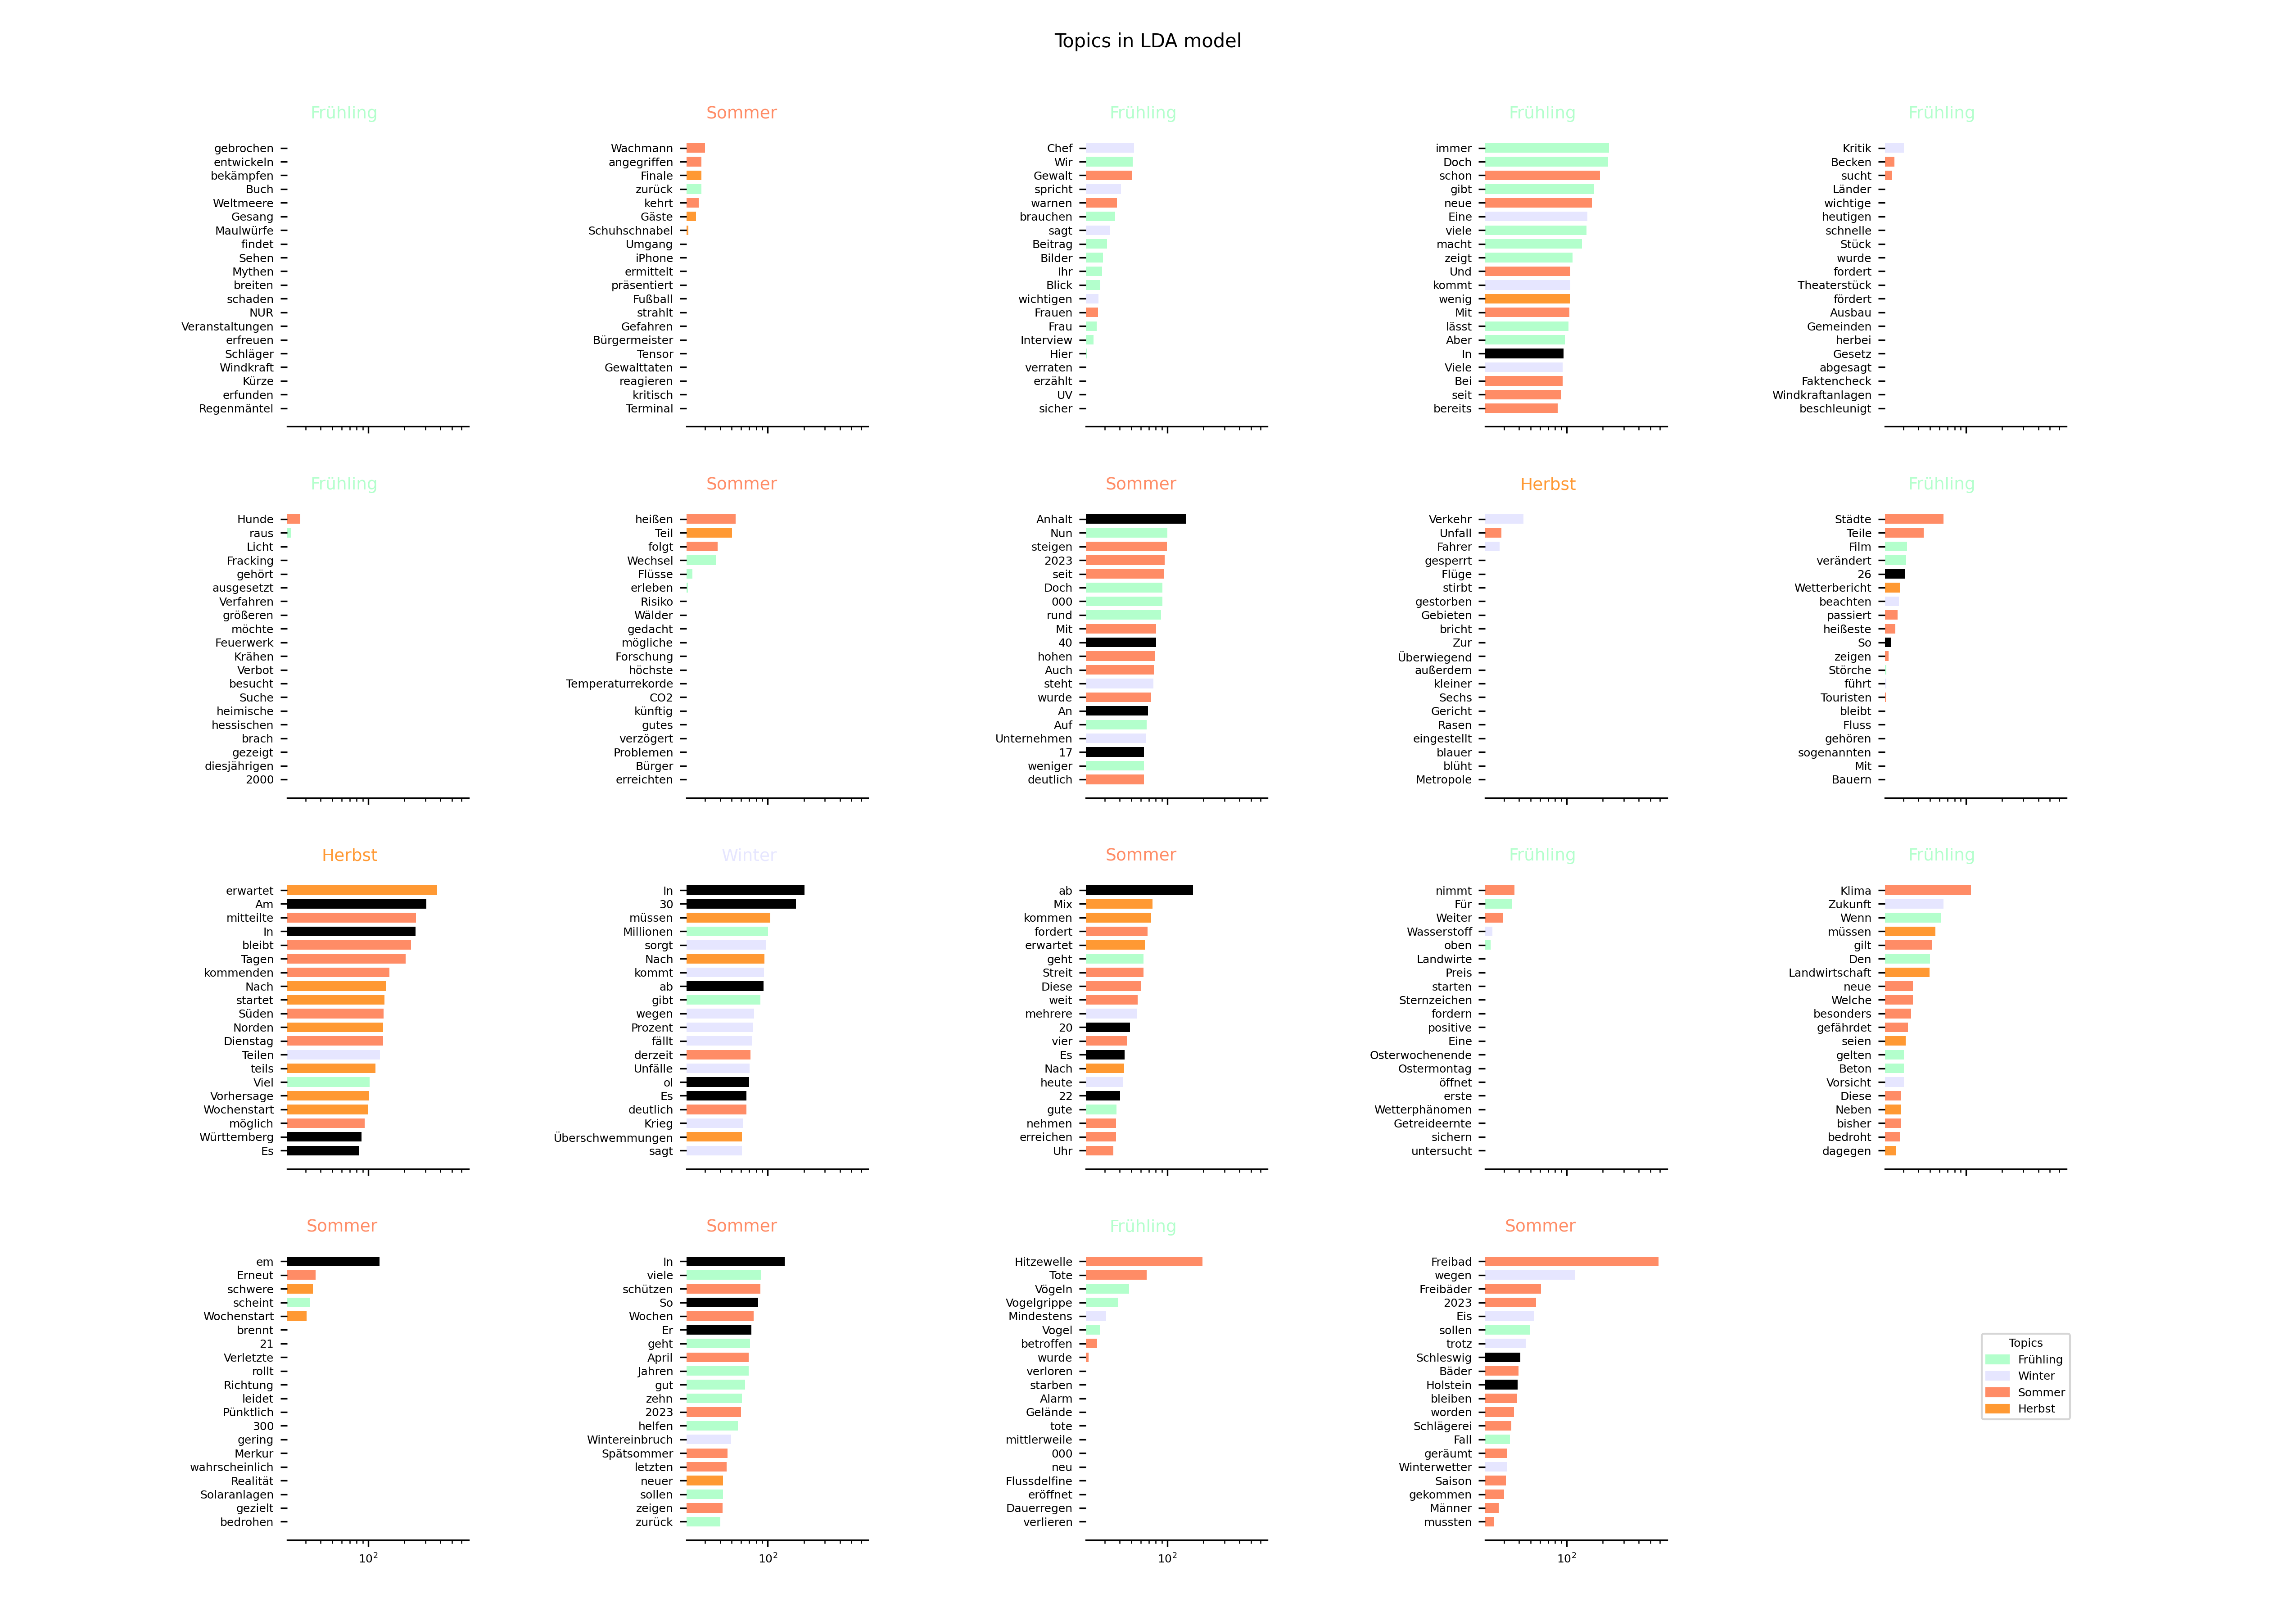 Topics in LDA model
Frühling
gebrochen
entwickeln
bekämpfen
Buch
Weltmeere
Gesang
Maulwürfe
findet
Sehen
Mythen
breiten
schaden
NUR
Veranstaltungen
erfreuen
Schläger
Windkraft
Kürze
erfunden
Regenmäntel
Sommer
Wachmann
angegriffen
Finale
zurück
kehrt
Gäste
Schuhschnabel
Umgang
iPhone
ermittelt
präsentiert
Fußball
strahlt
Gefahren
Bürgermeister
Tensor
Gewalttaten
reagieren
kritisch
Terminal
Frühling
Chef
Wir
Gewalt
spricht
warnen
brauchen
sagt
Beitrag
Bilder
Ihr
Blick
wichtigen
Frauen
Frau
Interview
Hier
verraten
erzählt
UV
sicher
Frühling
immer
Doch
schon
gibt
neue
Eine
viele
macht
zeigt
Und
kommt
wenig
Mit
lässt
Aber
In
Viele
Bei
seit
bereits
Frühling
Kritik
Becken
sucht
Länder
wichtige
heutigen
schnelle
Stück
wurde
fordert
Theaterstück
fördert
Ausbau
Gemeinden
herbei
Gesetz
abgesagt
Faktencheck
Windkraftanlagen
beschleunigt
Frühling
Hunde
raus
Licht
Fracking
gehört
ausgesetzt
Verfahren
größeren
möchte
Feuerwerk
Krähen
Verbot
besucht
Suche
heimische
hessischen
brach
gezeigt
diesjährigen
2000
Sommer
heißen
Teil
folgt
Wechsel
Flüsse
erleben
Risiko
Wälder
gedacht
mögliche
Forschung
höchste
Temperaturrekorde
CO2
künftig
gutes
verzögert
Problemen
Bürger
erreichten
Sommer
Anhalt
Nun
steigen
2023
seit
Doch
000
rund
Mit
40
hohen
Auch
steht
wurde
An
Auf
Unternehmen
17
weniger
deutlich
Herbst
Verkehr
Unfall
Fahrer
gesperrt
Flüge
stirbt
gestorben
Gebieten
bricht
Zur
Überwiegend
außerdem
kleiner
Sechs
Gericht
Rasen
eingestellt
blauer
blüht
Metropole
Frühling
Städte
Teile
Film
verändert
26
Wetterbericht
beachten
passiert
heißeste
So
zeigen
Störche
führt
Touristen
bleibt
Fluss
gehören
sogenannten
Mit
Bauern
Herbst
erwartet
Am
mitteilte
In
bleibt
Tagen
kommenden
Nach
startet
Süden
Norden
Dienstag
Teilen
teils
Viel
Vorhersage
Wochenstart
möglich
Württemberg
Es
Winter
In
30
müssen
Millionen
sorgt
Nach
kommt
ab
gibt
wegen
Prozent
fällt
derzeit
Unfälle
ol
Es
deutlich
Krieg
Überschwemmungen
sagt
Sommer
ab
Mix
kommen
fordert
erwartet
geht
Streit
Diese
weit
mehrere
20
vier
Es
Nach
heute
22
gute
nehmen
erreichen
Uhr
Frühling
nimmt
Für
Weiter
Wasserstoff
oben
Landwirte
Preis
starten
Sternzeichen
fordern
positive
Eine
Osterwochenende
Ostermontag
öffnet
erste
Wetterphänomen
Getreideernte
sichern
untersucht
Frühling
Klima
Zukunft
Wenn
müssen
gilt
Den
Landwirtschaft
neue
Welche
besonders
gefährdet
seien
gelten
Beton
Vorsicht
Diese
Neben
bisher
bedroht
dagegen
Sommer
em
Erneut
schwere
scheint
Wochenstart
brennt
21
Verletzte
rollt
Richtung
leidet
Pünktlich
300
gering
Merkur
wahrscheinlich
Realität
Solaranlagen
gezielt
bedrohen
10²
Sommer
In
viele
schützen
So
Wochen
Er
geht
April
Jahren
gut
zehn
2023
helfen
Wintereinbruch
Spätsommer
letzten
neuer
sollen
zeigen
zurück
10²
Frühling
Hitzewelle
Tote
Vögeln
Vogelgrippe
Mindestens
Vogel
betroffen
wurde
verloren
starben
Alarm
Gelände
tote
mittlerweile
000
neu
Flussdelfine
eröffnet
Dauerregen
verlieren
10²
Sommer
Freibad
wegen
Freibäder
2023
Eis
sollen
trotz
Schleswig
Bäder
Holstein
bleiben
worden
Schlägerei
Fall
geräumt
Winterwetter
Saison
gekommen
Männer
mussten
10²
Topics
Frühling
Winter
Sommer
Herbst